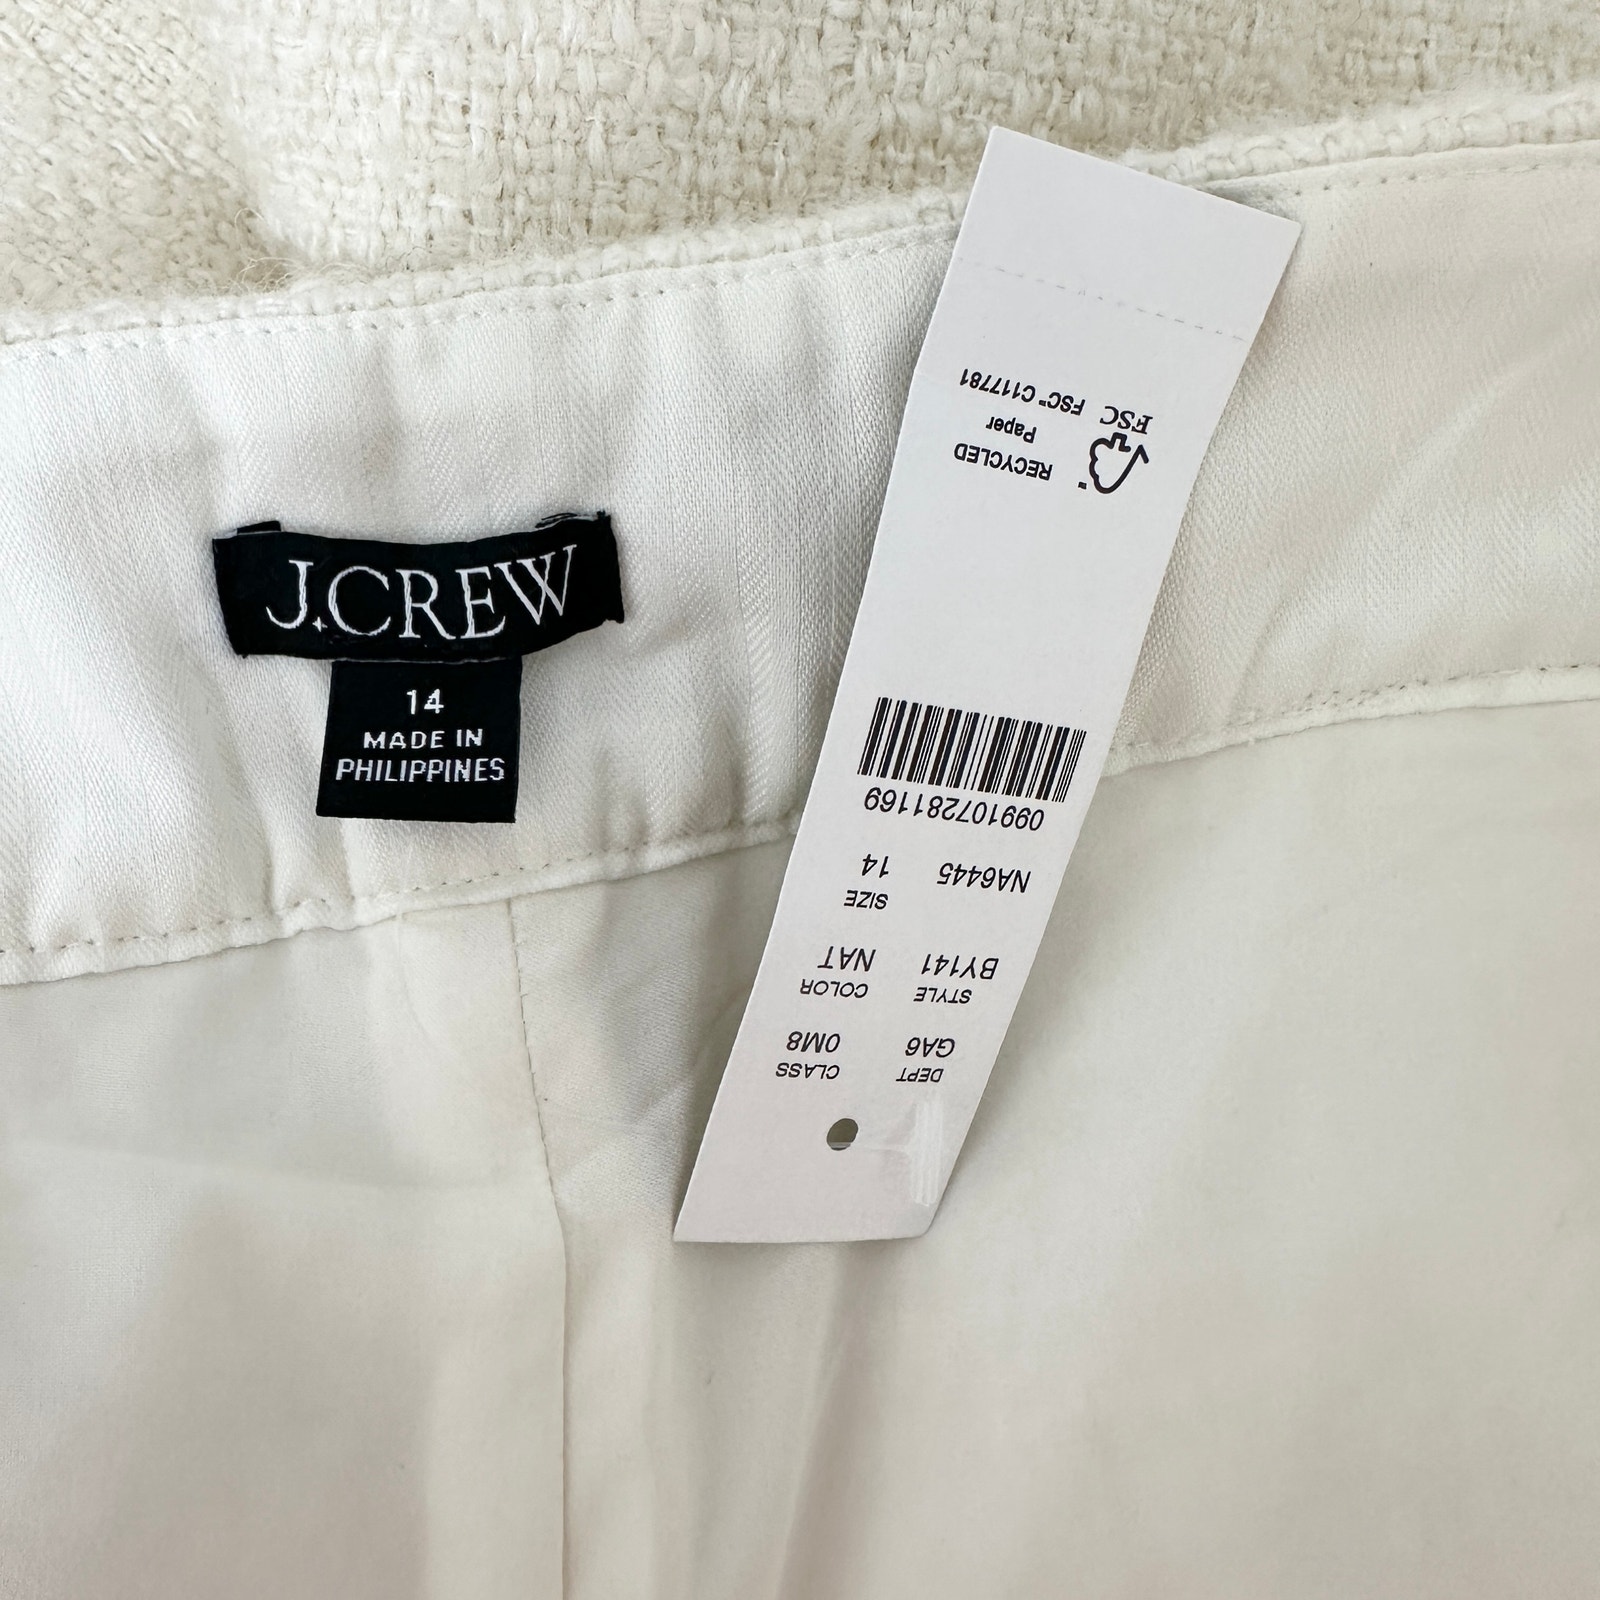 J.CREW
14
MADE IN
PHILIPPINES
DEPT CLASS
GA6 0M8
STYLE COLOR
BY141 NAT
SIZE
NA6445 14
099107281169
RECYCLED
Paper
FSC FSC™ C117781